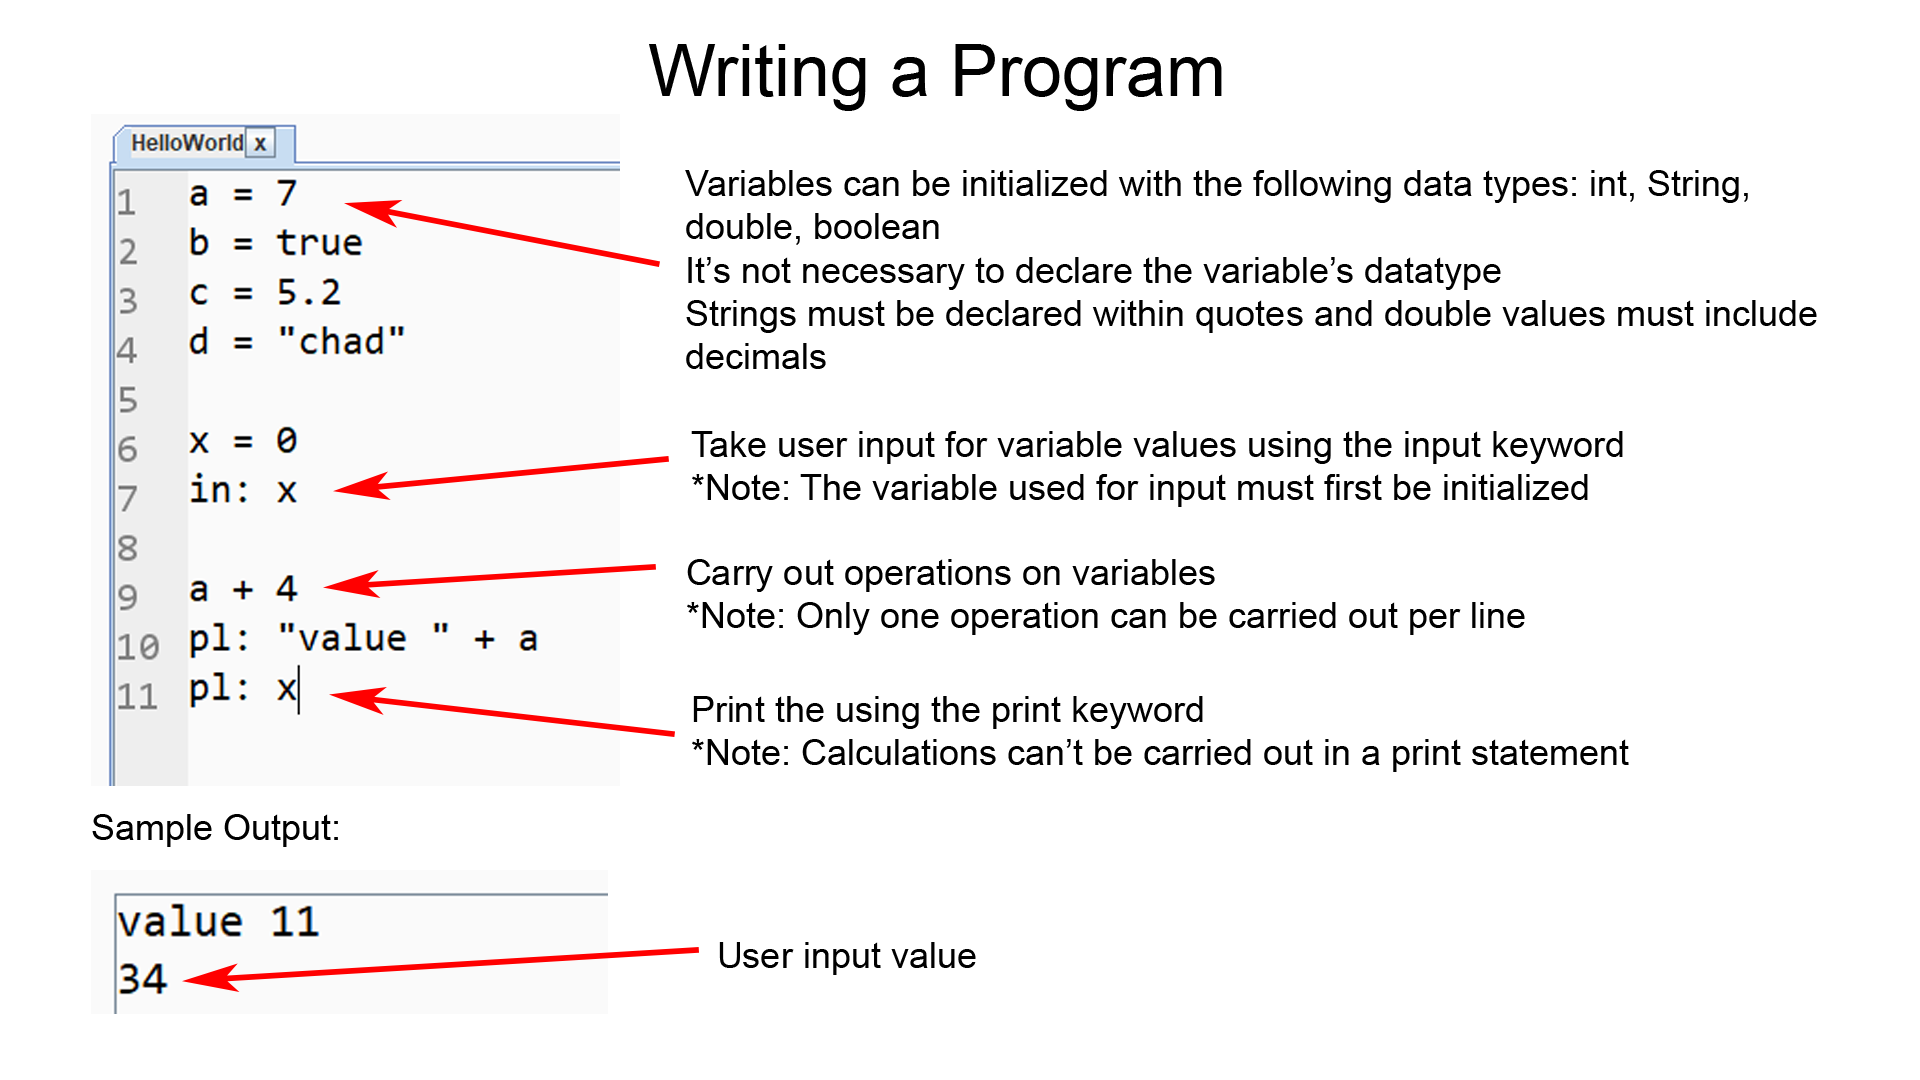 Writing a Program
HelloWorld x
1 a = 7
2 b = true
3 c = 5.2
4 d = "chad"
5
6 x = 0
7 in: x
8
9 a + 4
10 pl: "value " + a
11 pl: x
Variables can be initialized with the following data types: int, String,
double, boolean
It’s not necessary to declare the variable’s datatype
Strings must be declared within quotes and double values must include
decimals
Take user input for variable values using the input keyword
*Note: The variable used for input must first be initialized
Carry out operations on variables
*Note: Only one operation can be carried out per line
Print the using the print keyword
*Note: Calculations can’t be carried out in a print statement
Sample Output:
value 11
34
User input value